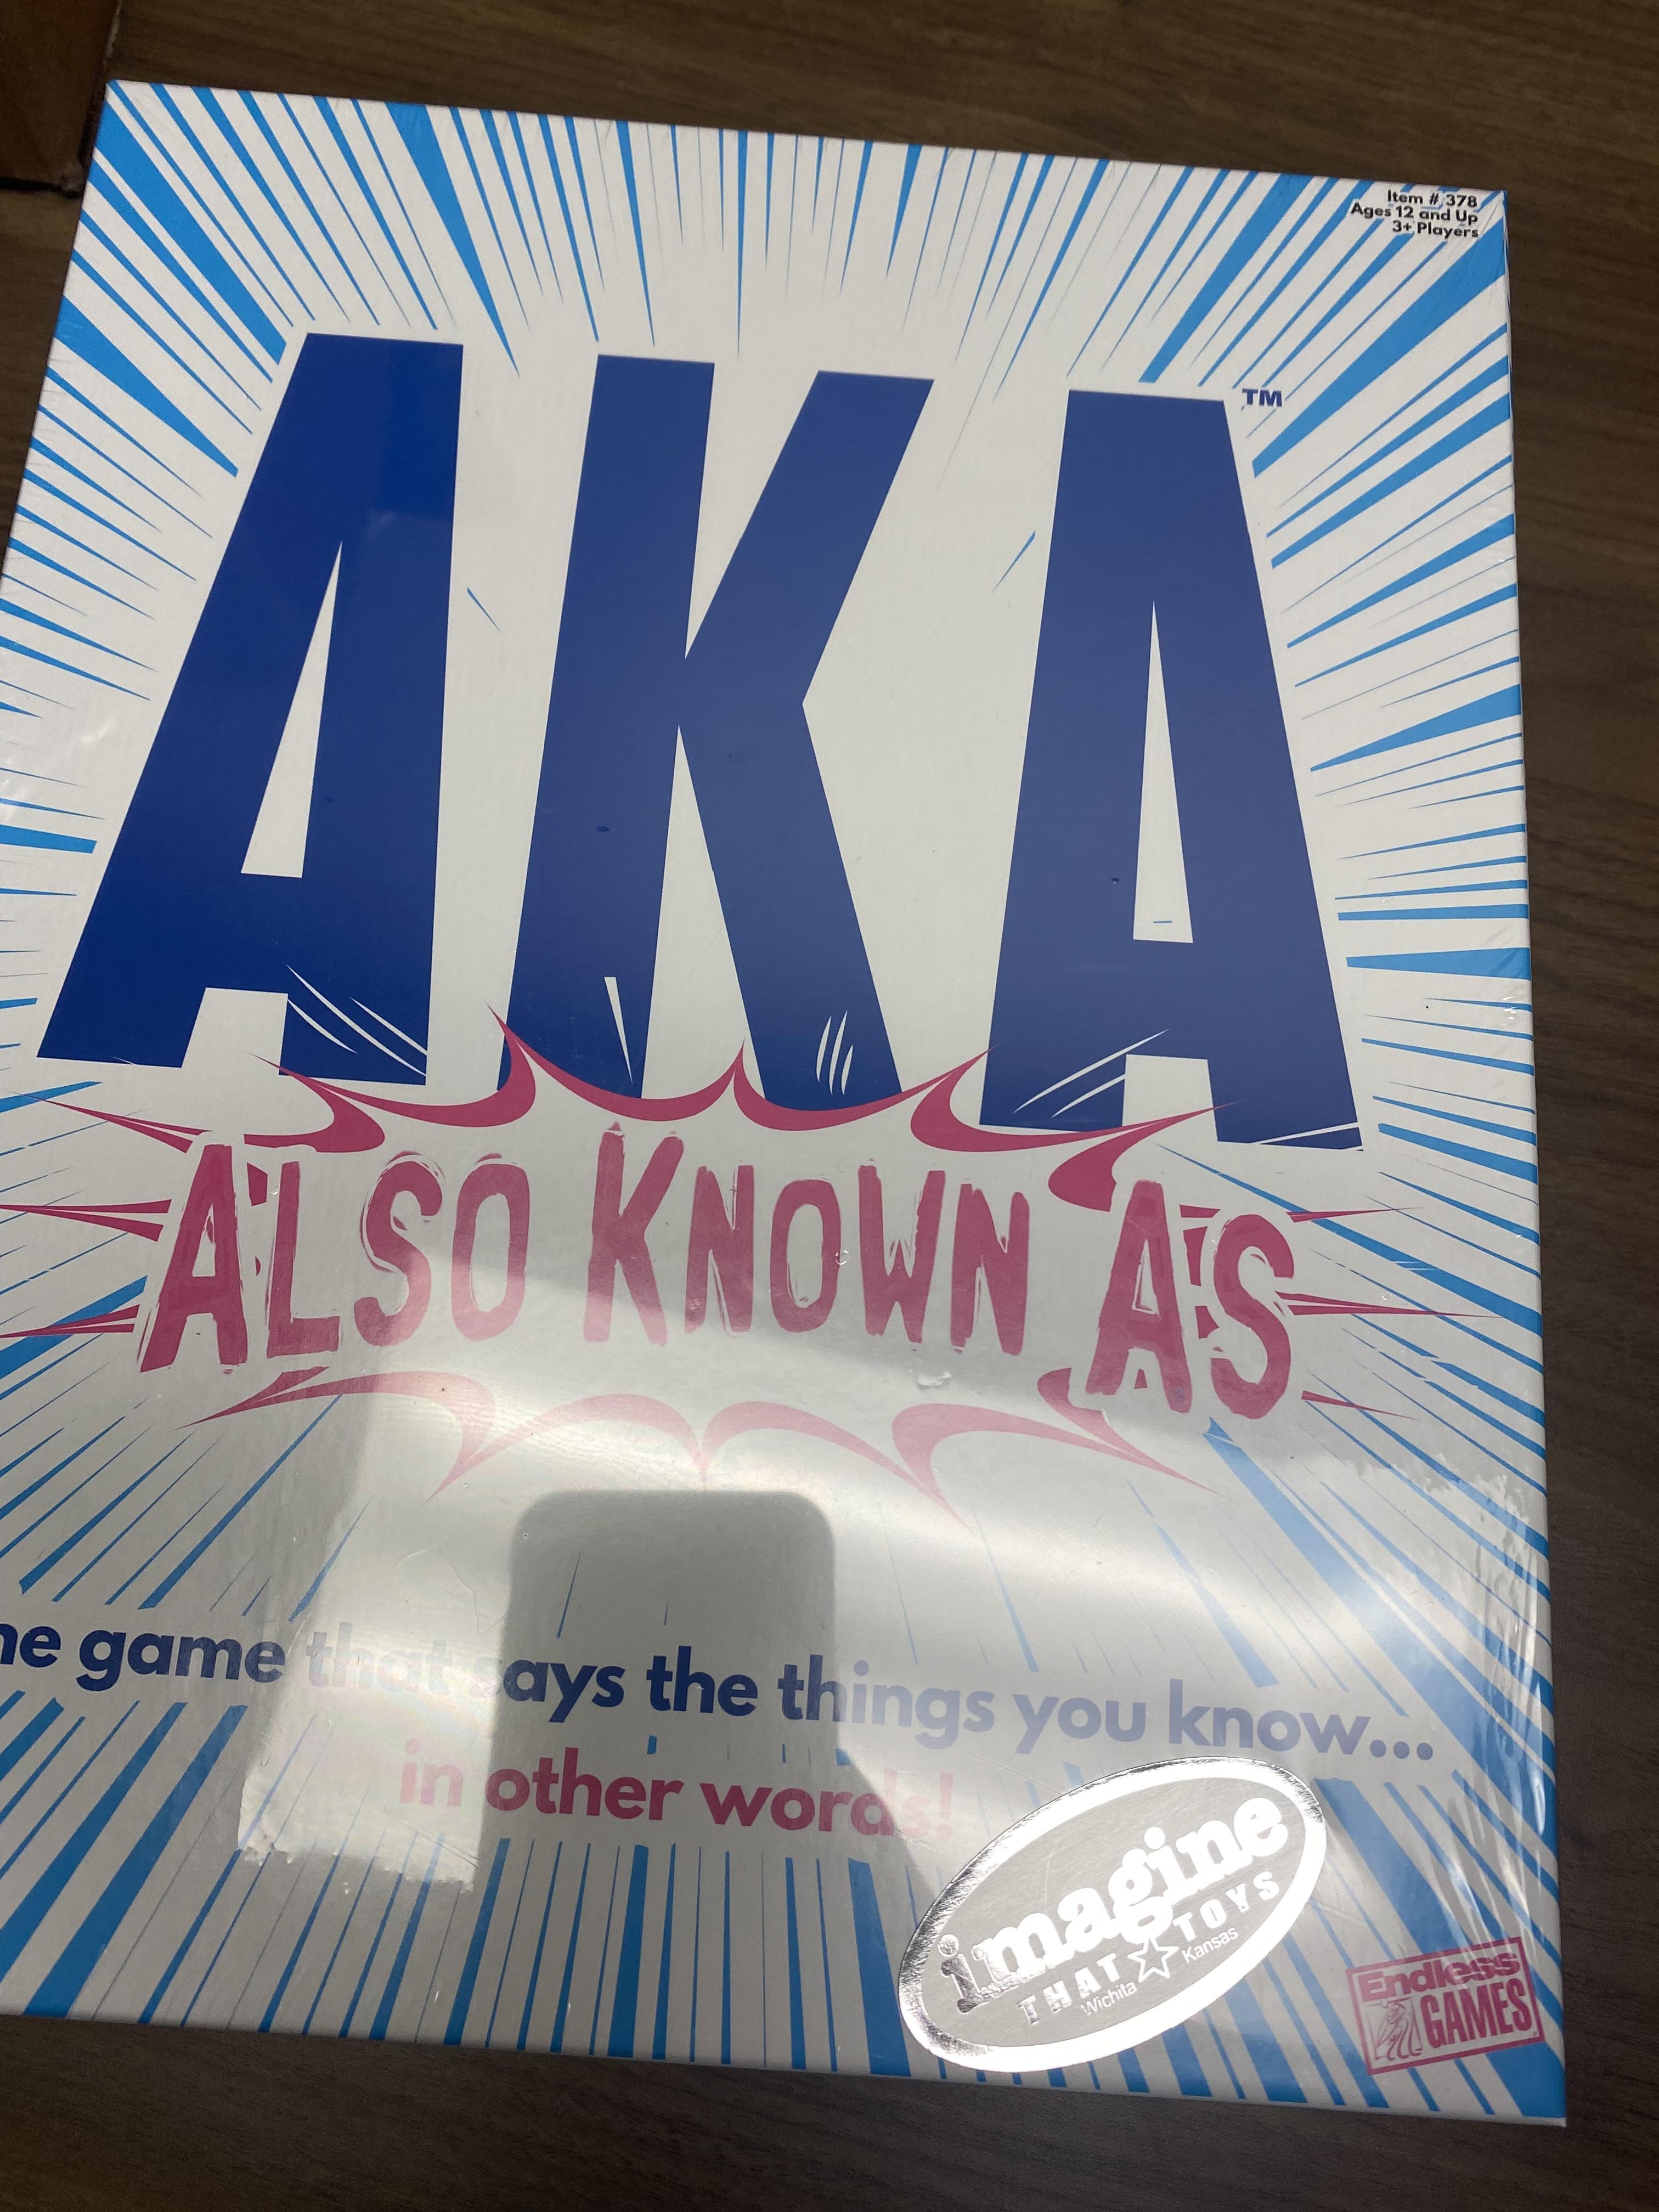 Item # 378
Ages 12 and Up
3+ Players
AKA™
ALSO KNOWN AS
he game that says the things you know...
in other words!
imagine
THAT TOYS
Wichita Kansas
Endless
GAMES